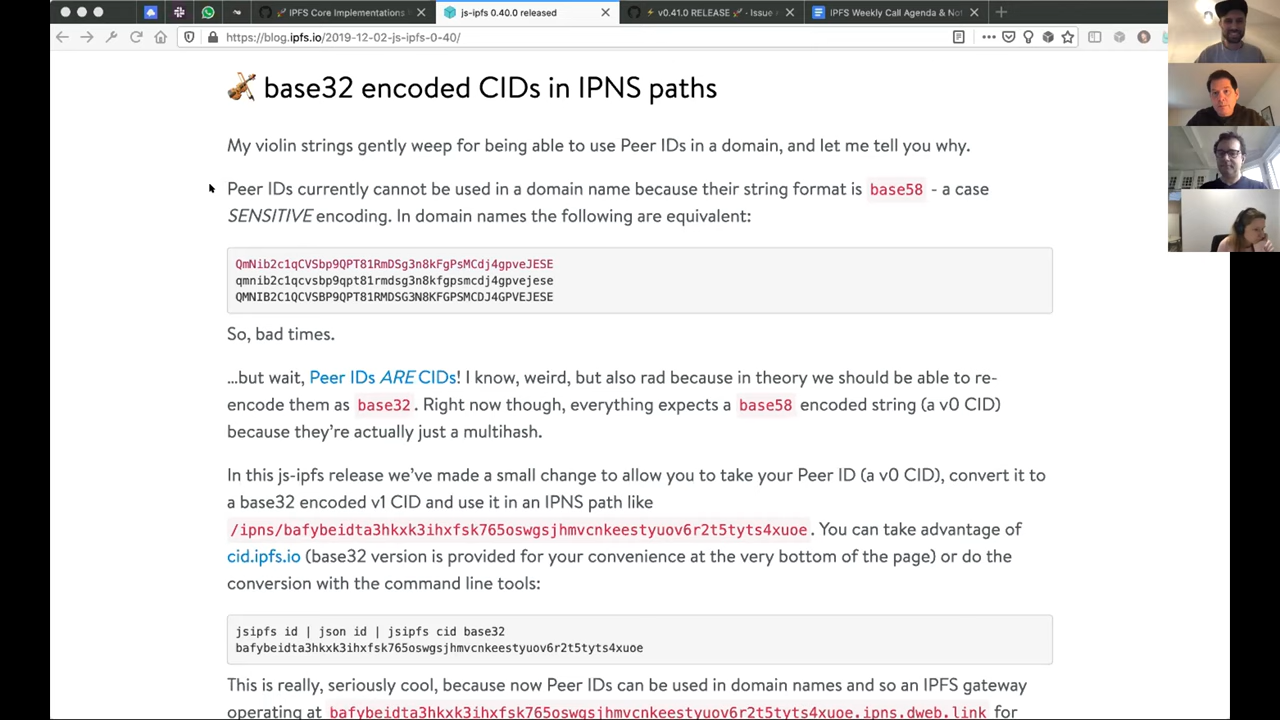 IPFS Core Implementations
js-ipfs 0.40.0 released
v0.41.0 RELEASE 🚀 - Issue
IPFS Weekly Call Agenda & Not
https://blog.ipfs.io/2019-12-02-js-ipfs-0-40/
🎻 base32 encoded CIDs in IPNS paths
My violin strings gently weep for being able to use Peer IDs in a domain, and let me tell you why.
Peer IDs currently cannot be used in a domain name because their string format is base58 - a case
SENSITIVE encoding. In domain names the following are equivalent:
QmNib2c1qCVSbp9QPT81RmDSg3n8kFgPsMCdj4gpveJESE
qmnib2c1qcvsbp9qpt81rmdsg3n8kfgpsmcdj4gpvejese
QMNIB2C1QCVSBP9QPT81RMDSG3N8KFGPSMCDJ4GPVEJESE
So, bad times.
…but wait, Peer IDs ARE CIDs! I know, weird, but also rad because in theory we should be able to re-
encode them as base32. Right now though, everything expects a base58 encoded string (a v0 CID)
because they’re actually just a multihash.
In this js-ipfs release we’ve made a small change to allow you to take your Peer ID (a v0 CID), convert it to
a base32 encoded v1 CID and use it in an IPNS path like
/ipns/bafybeidta3hkxk3ihxfsk765oswgsjhmvcnkeestyuov6r2t5tyts4xuoe. You can take advantage of
cid.ipfs.io (base32 version is provided for your convenience at the very bottom of the page) or do the
conversion with the command line tools:
jsipfs id | json id | jsipfs cid base32
bafybeidta3hkxk3ihxfsk765oswgsjhmvcnkeestyuov6r2t5tyts4xuoe
This is really, seriously cool, because now Peer IDs can be used in domain names and so an IPFS gateway
operating at bafybeidta3hkxk3ihxfsk765oswgsjhmvcnkeestyuov6r2t5tyts4xuoe.ipns.dweb.link for